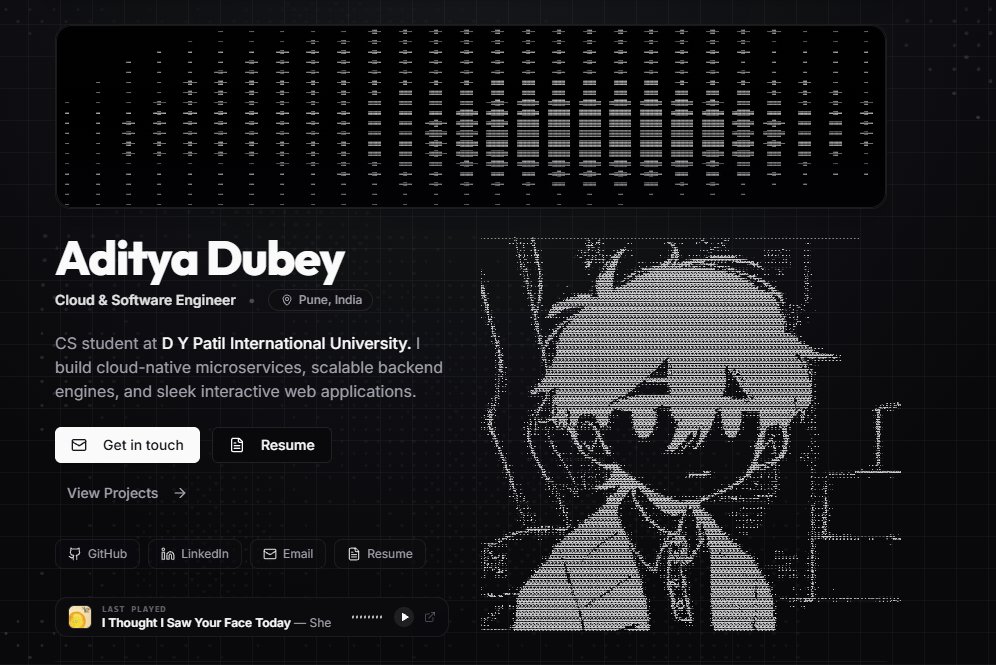 Aditya Dubey
Cloud & Software Engineer • Pune, India
CS student at D Y Patil International University. I
build cloud-native microservices, scalable backend
engines, and sleek interactive web applications.
Get in touch Resume
View Projects →
GitHub LinkedIn Email Resume
LAST PLAYED
I Thought I Saw Your Face Today — She